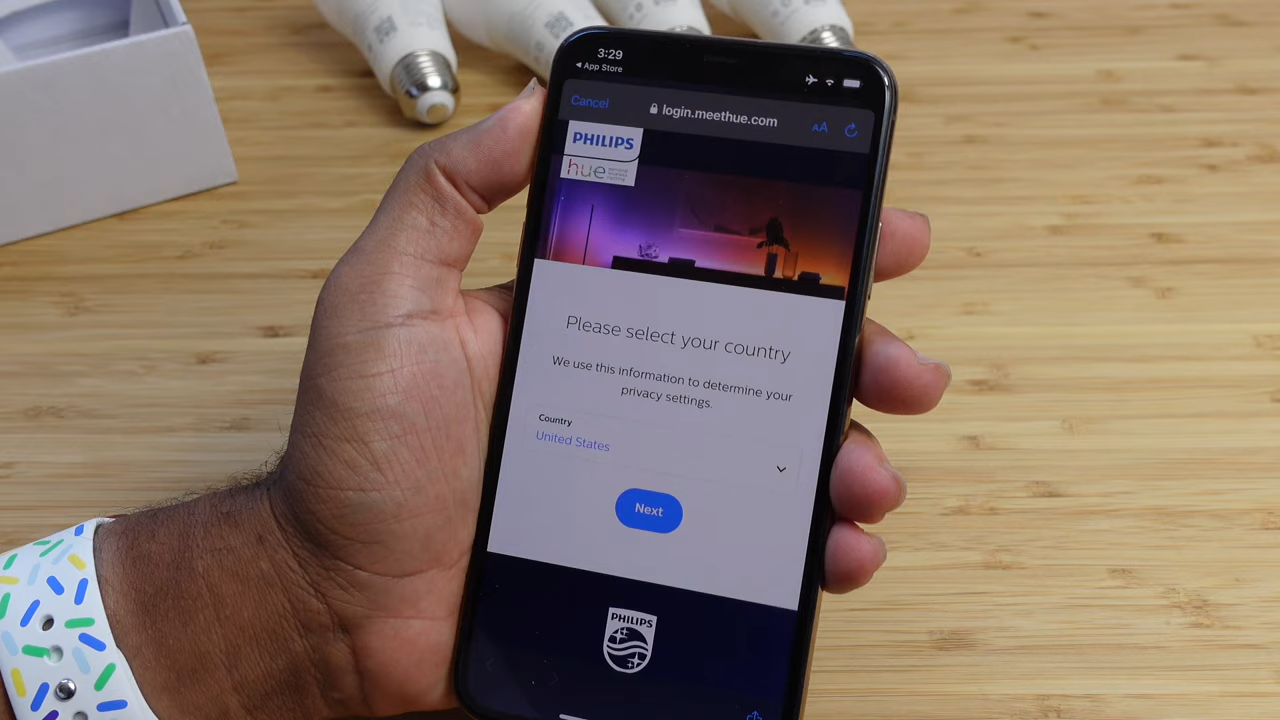 3:29
App Store
Cancel
login.meethue.com
AA
PHILIPS
hue
Please select your country
We use this information to determine your
privacy settings.
Country
United States
Next
PHILIPS